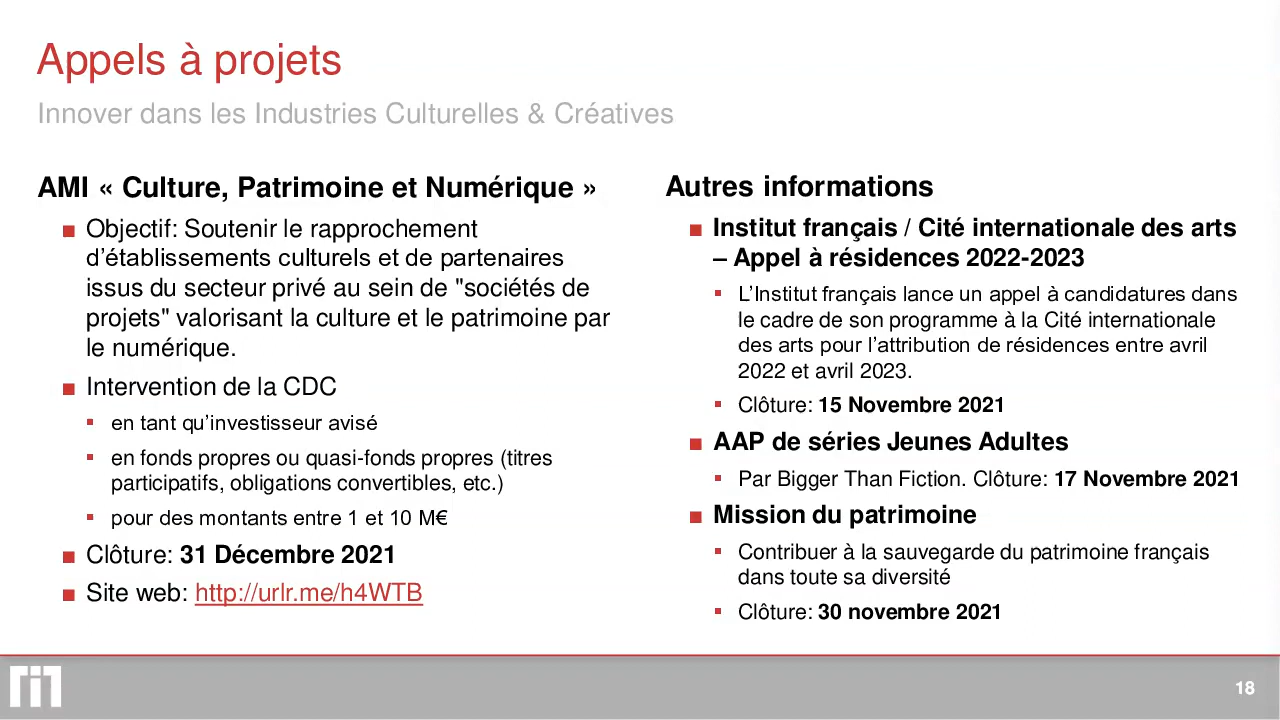 Appels à projets
Innover dans les Industries Culturelles & Créatives
AMI « Culture, Patrimoine et Numérique »
■ Objectif: Soutenir le rapprochement
d’établissements culturels et de partenaires
issus du secteur privé au sein de "sociétés de
projets" valorisant la culture et le patrimoine par
le numérique.
■ Intervention de la CDC
▪ en tant qu’investisseur avisé
▪ en fonds propres ou quasi-fonds propres (titres
participatifs, obligations convertibles, etc.)
▪ pour des montants entre 1 et 10 M€
■ Clôture: 31 Décembre 2021
■ Site web: http://urlr.me/h4WTB
Autres informations
■ Institut français / Cité internationale des arts
– Appel à résidences 2022-2023
▪ L’Institut français lance un appel à candidatures dans
le cadre de son programme à la Cité internationale
des arts pour l’attribution de résidences entre avril
2022 et avril 2023.
▪ Clôture: 15 Novembre 2021
■ AAP de séries Jeunes Adultes
▪ Par Bigger Than Fiction. Clôture: 17 Novembre 2021
■ Mission du patrimoine
▪ Contribuer à la sauvegarde du patrimoine français
dans toute sa diversité
▪ Clôture: 30 novembre 2021
18